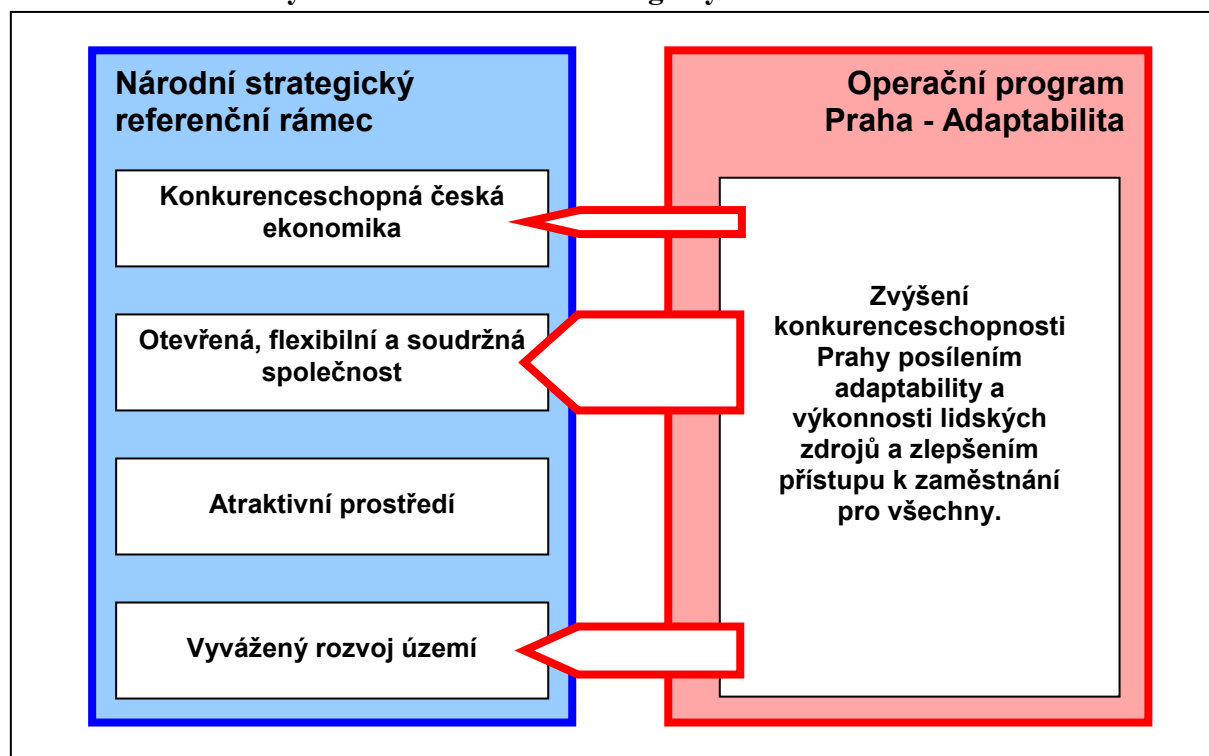 Národní strategický
referenční rámec
Konkurenceschopná česká
ekonomika
Otevřená, flexibilní a soudržná
společnost
Atraktivní prostředí
Vyvážený rozvoj území
Operační program
Praha - Adaptabilita
Zvýšení
konkurenceschopnosti
Prahy posílením
adaptability a
výkonnosti lidských
zdrojů a zlepšením
přístupu k zaměstnání
pro všechny.